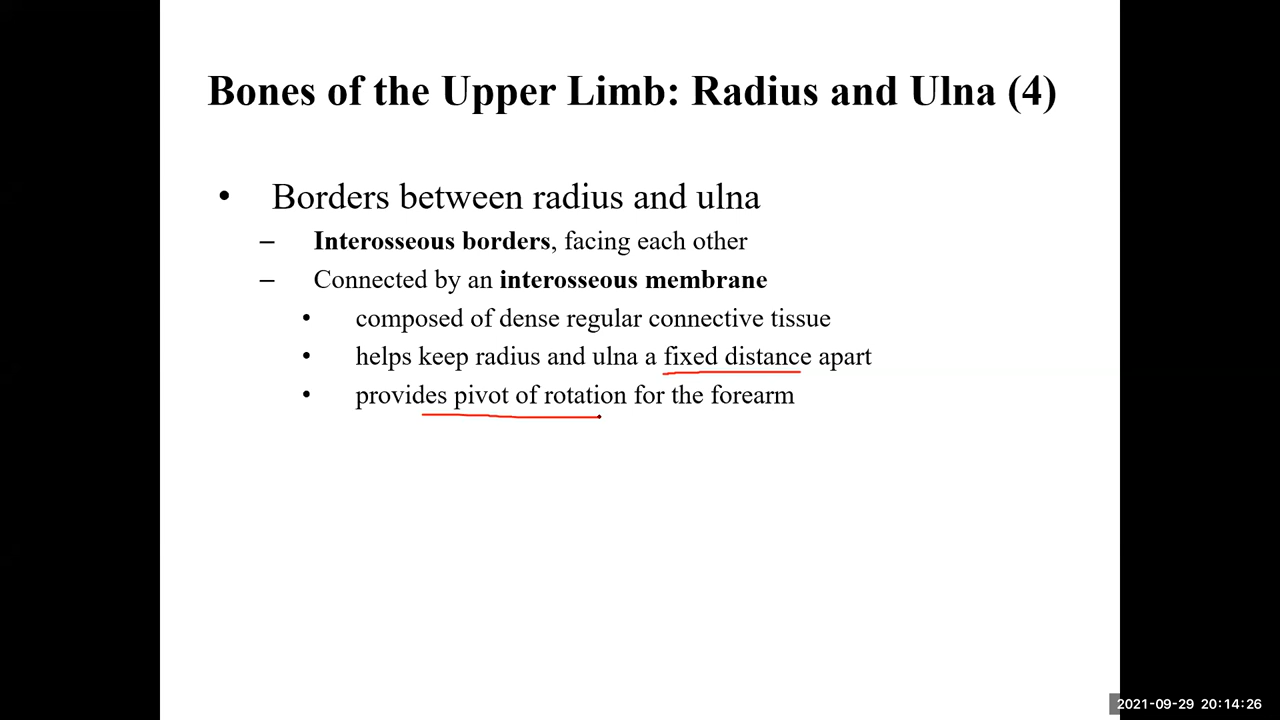 Bones of the Upper Limb: Radius and Ulna (4)
• Borders between radius and ulna
– Interosseous borders, facing each other
– Connected by an interosseous membrane
• composed of dense regular connective tissue
• helps keep radius and ulna a fixed distance apart
• provides pivot of rotation for the forearm
2021-09-29 20:14:26